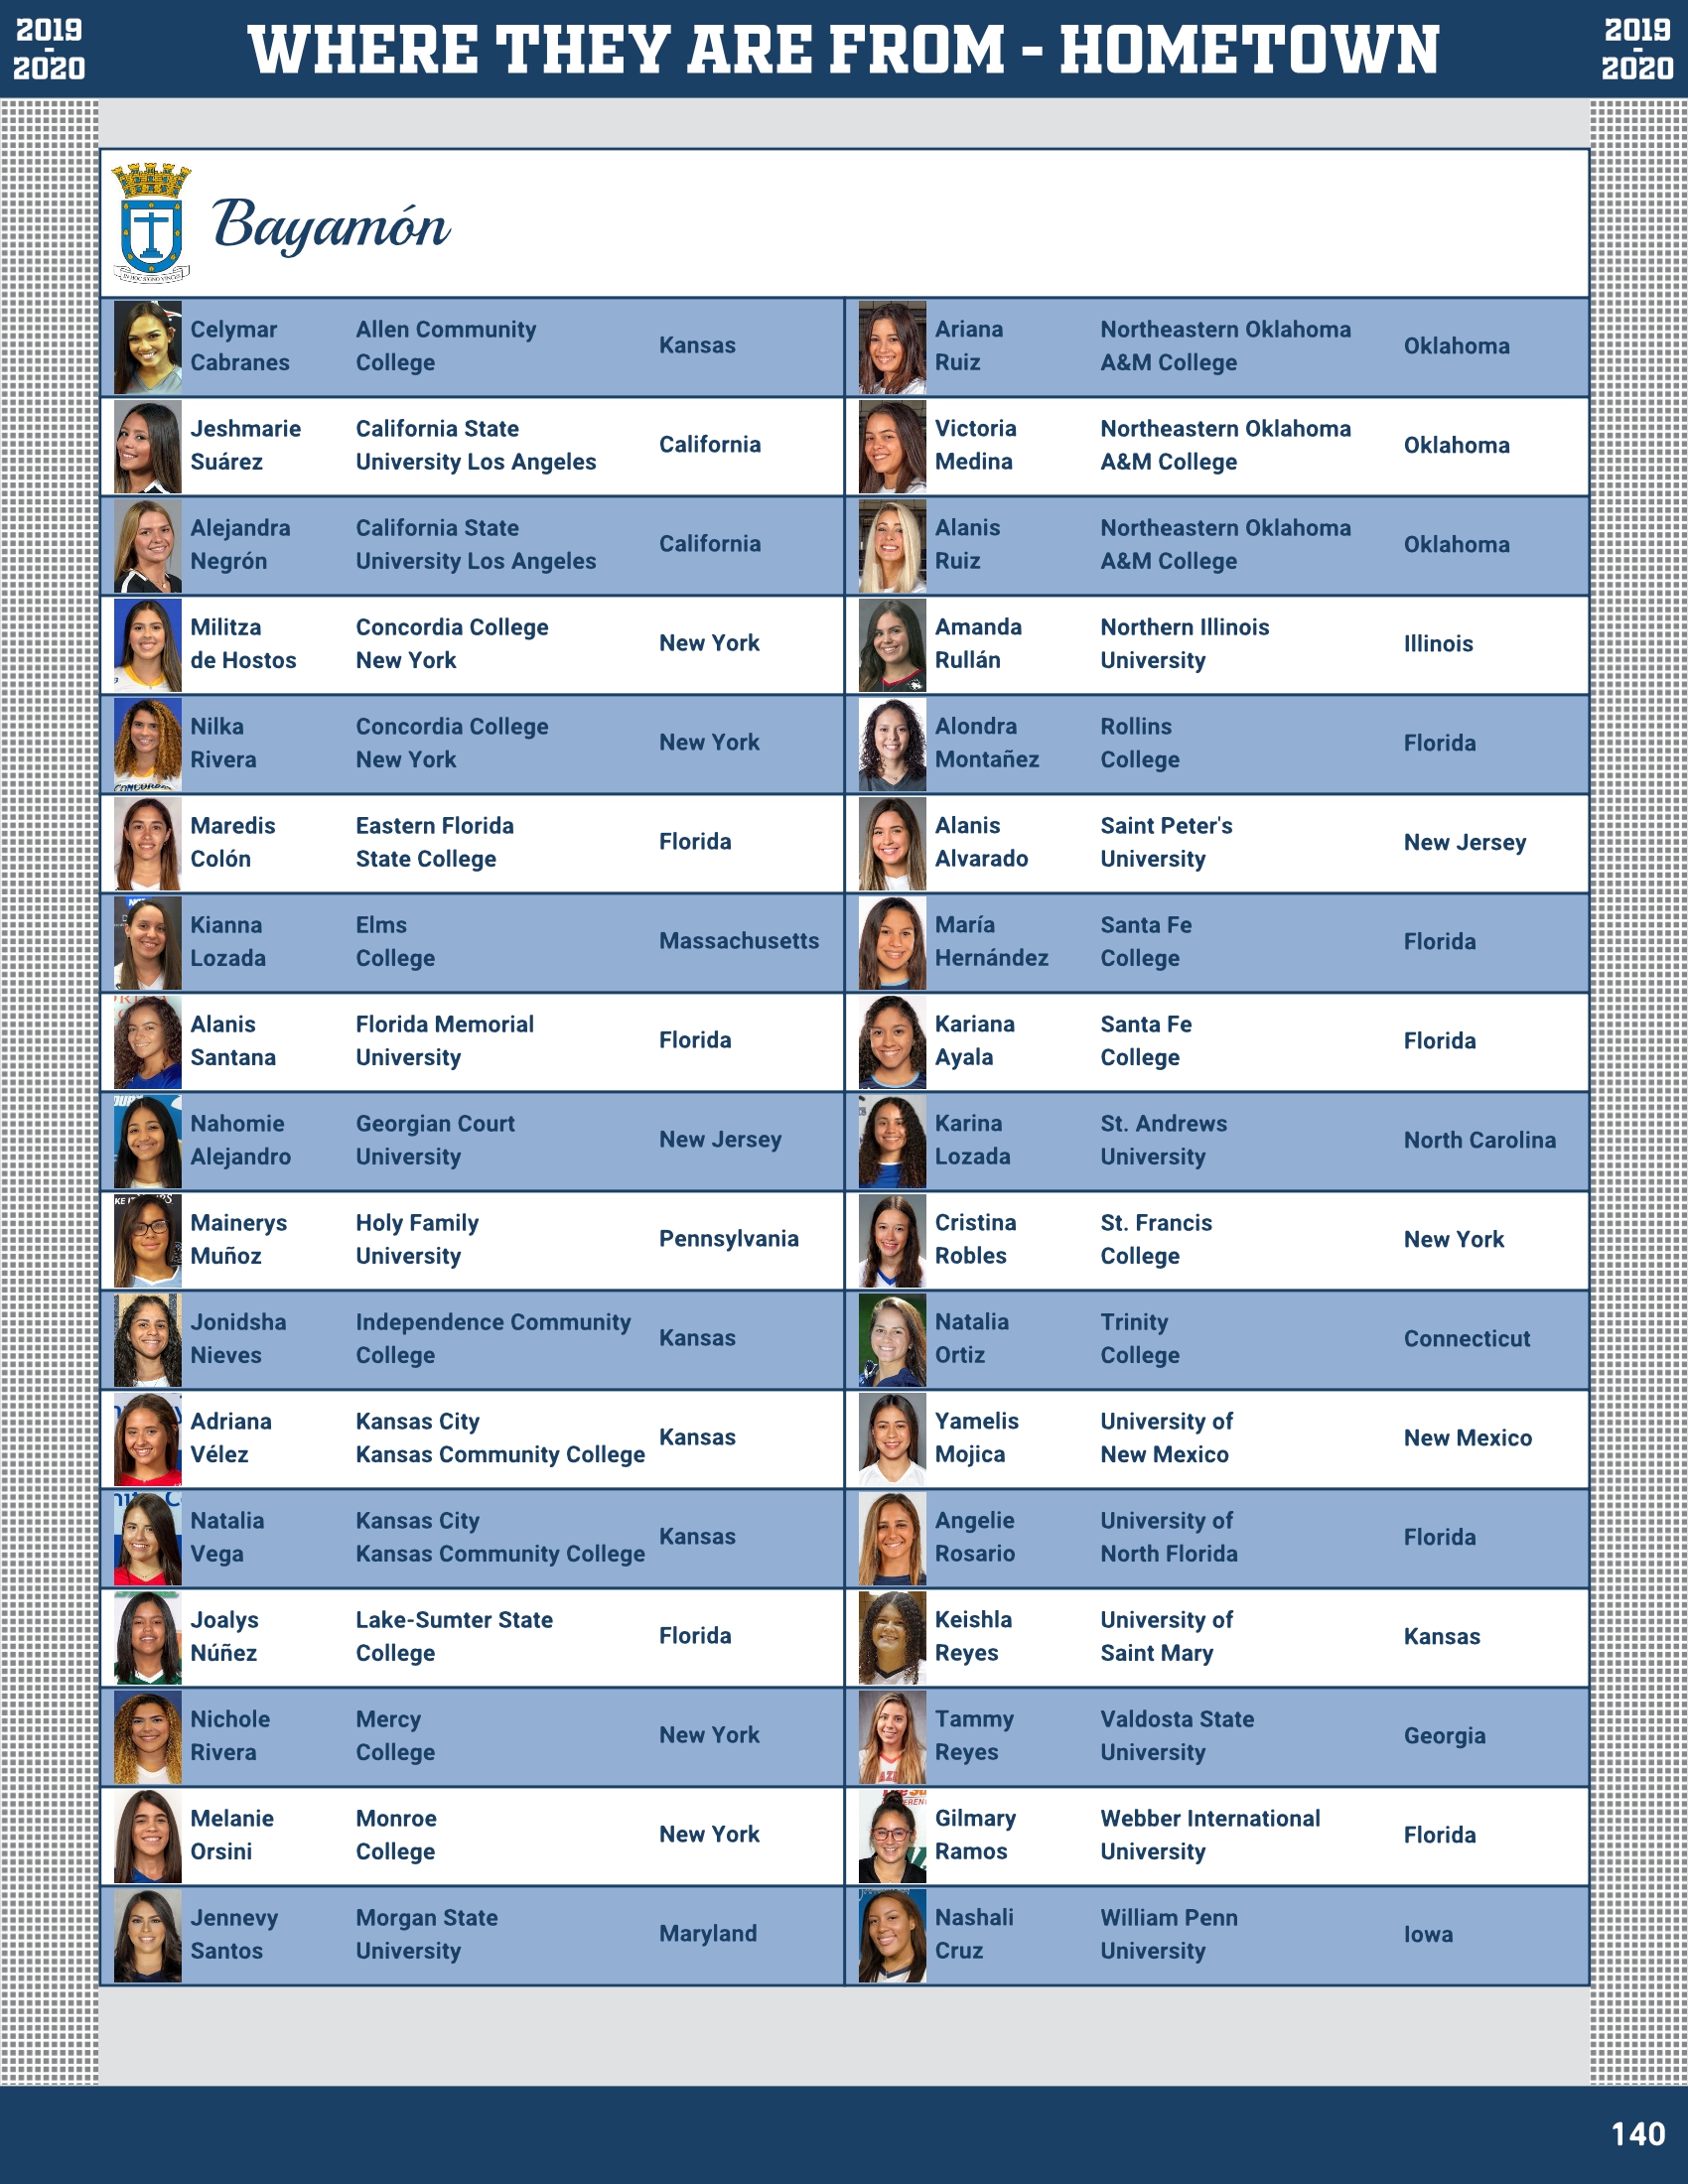 2019
-
2020
WHERE THEY ARE FROM - HOMETOWN
2019
-
2020
IN HOC SIGNO VINCES
Bayamón
Celymar
Cabranes
Allen Community
College
Kansas
Ariana
Ruiz
Northeastern Oklahoma
A&M College
Oklahoma
Jeshmarie
Suárez
California State
University Los Angeles
California
Victoria
Medina
Northeastern Oklahoma
A&M College
Oklahoma
Alejandra
Negrón
California State
University Los Angeles
California
Alanis
Ruiz
Northeastern Oklahoma
A&M College
Oklahoma
Militza
de Hostos
Concordia College
New York
New York
Amanda
Rullán
Northern Illinois
University
Illinois
Nilka
Rivera
Concordia College
New York
New York
Alondra
Montañez
Rollins
College
Florida
Maredis
Colón
Eastern Florida
State College
Florida
Alanis
Alvarado
Saint Peter's
University
New Jersey
Kianna
Lozada
Elms
College
Massachusetts
María
Hernández
Santa Fe
College
Florida
Alanis
Santana
Florida Memorial
University
Florida
Kariana
Ayala
Santa Fe
College
Florida
Nahomie
Alejandro
Georgian Court
University
New Jersey
Karina
Lozada
St. Andrews
University
North Carolina
Mainerys
Muñoz
Holy Family
University
Pennsylvania
Cristina
Robles
St. Francis
College
New York
Jonidsha
Nieves
Independence Community
College
Kansas
Natalia
Ortiz
Trinity
College
Connecticut
Adriana
Vélez
Kansas City
Kansas Community College
Kansas
Yamelis
Mojica
University of
New Mexico
New Mexico
Natalia
Vega
Kansas City
Kansas Community College
Kansas
Angelie
Rosario
University of
North Florida
Florida
Joalys
Núñez
Lake-Sumter State
College
Florida
Keishla
Reyes
University of
Saint Mary
Kansas
Nichole
Rivera
Mercy
College
New York
Tammy
Reyes
Valdosta State
University
Georgia
Melanie
Orsini
Monroe
College
New York
Gilmary
Ramos
Webber International
University
Florida
Jennevy
Santos
Morgan State
University
Maryland
Nashali
Cruz
William Penn
University
Iowa
140